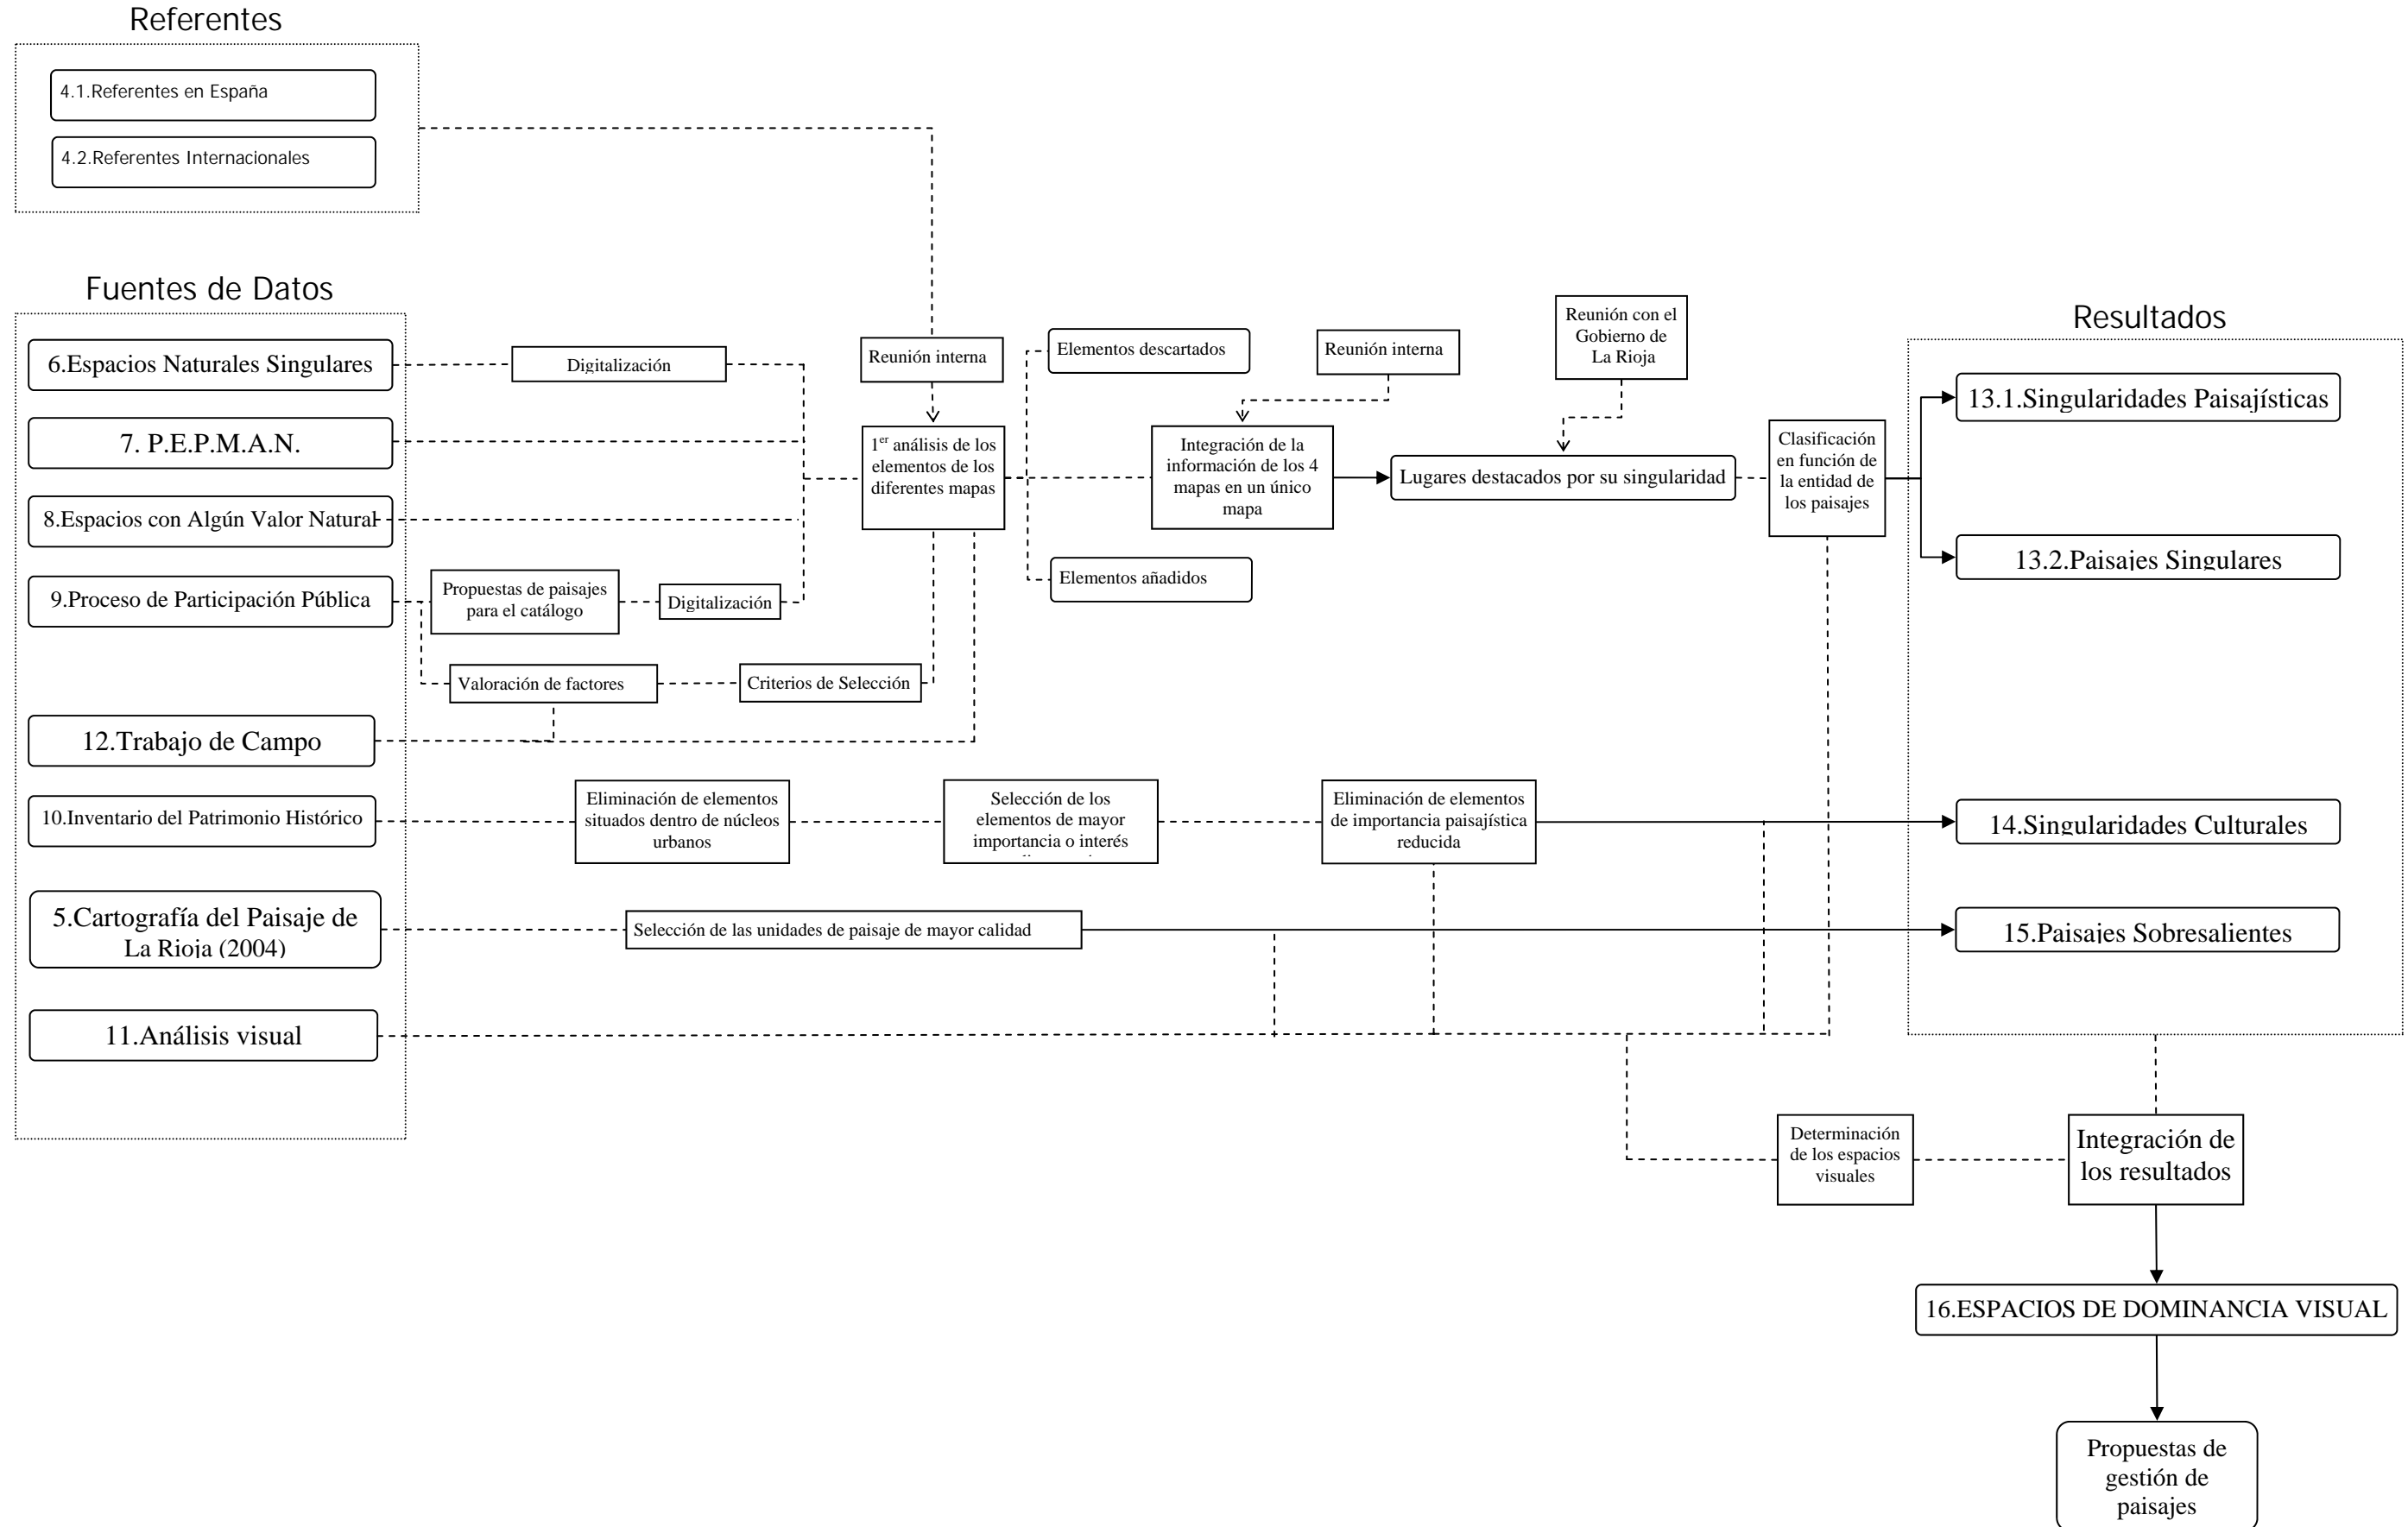 Referentes
4.1.Referentes en España
4.2.Referentes Internacionales
Fuentes de Datos
6.Espacios Naturales Singulares
7. P.E.P.M.A.N.
8.Espacios con Algún Valor Natural
9.Proceso de Participación Pública
12.Trabajo de Campo
10.Inventario del Patrimonio Histórico
5.Cartografía del Paisaje de
La Rioja (2004)
11.Análisis visual
Digitalización
Propuestas de paisajes
para el catálogo
Digitalización
Valoración de factores
Criterios de Selección
Reunión interna
1er análisis de los
elementos de los
diferentes mapas
Elementos descartados
Elementos añadidos
Reunión interna
Integración de la
información de los 4
mapas en un único
mapa
Reunión con el
Gobierno de
La Rioja
Lugares destacados por su singularidad
Clasificación
en función de
la entidad de
los paisajes
Eliminación de elementos
situados dentro de núcleos
urbanos
Selección de los
elementos de mayor
importancia o interés
Eliminación de elementos
de importancia paisajística
reducida
Selección de las unidades de paisaje de mayor calidad
Resultados
13.1.Singularidades Paisajísticas
13.2.Paisajes Singulares
14.Singularidades Culturales
15.Paisajes Sobresalientes
Determinación
de los espacios
visuales
Integración de
los resultados
16.ESPACIOS DE DOMINANCIA VISUAL
Propuestas de
gestión de
paisajes